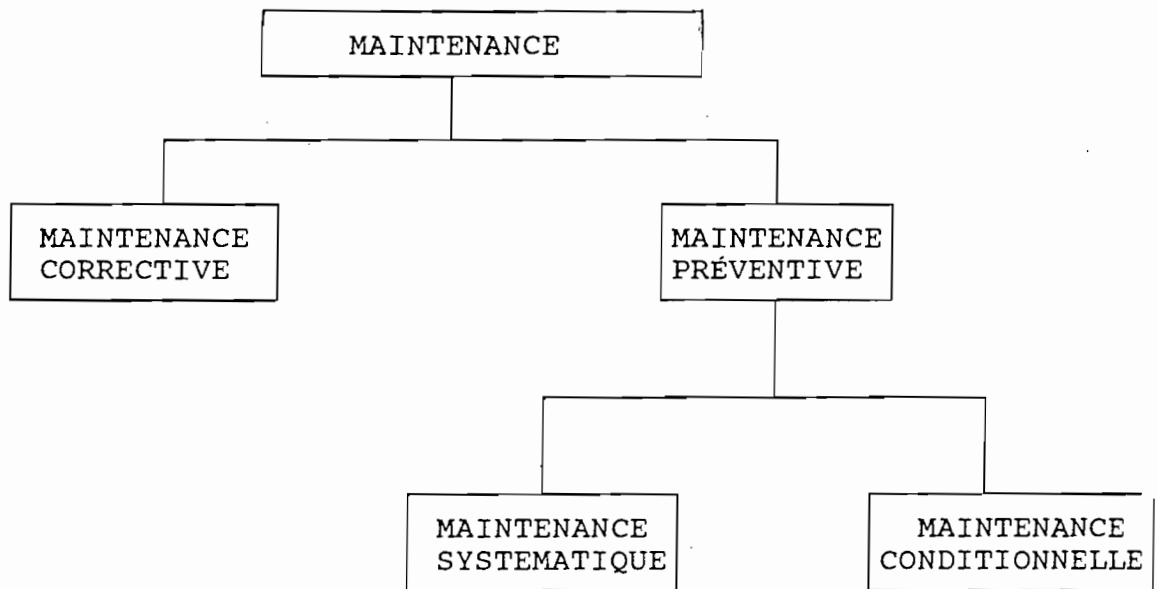 MAINTENANCE
MAINTENANCE
CORRECTIVE
MAINTENANCE
PRÉVENTIVE
MAINTENANCE
SYSTEMATIQUE
MAINTENANCE
CONDITIONNELLE